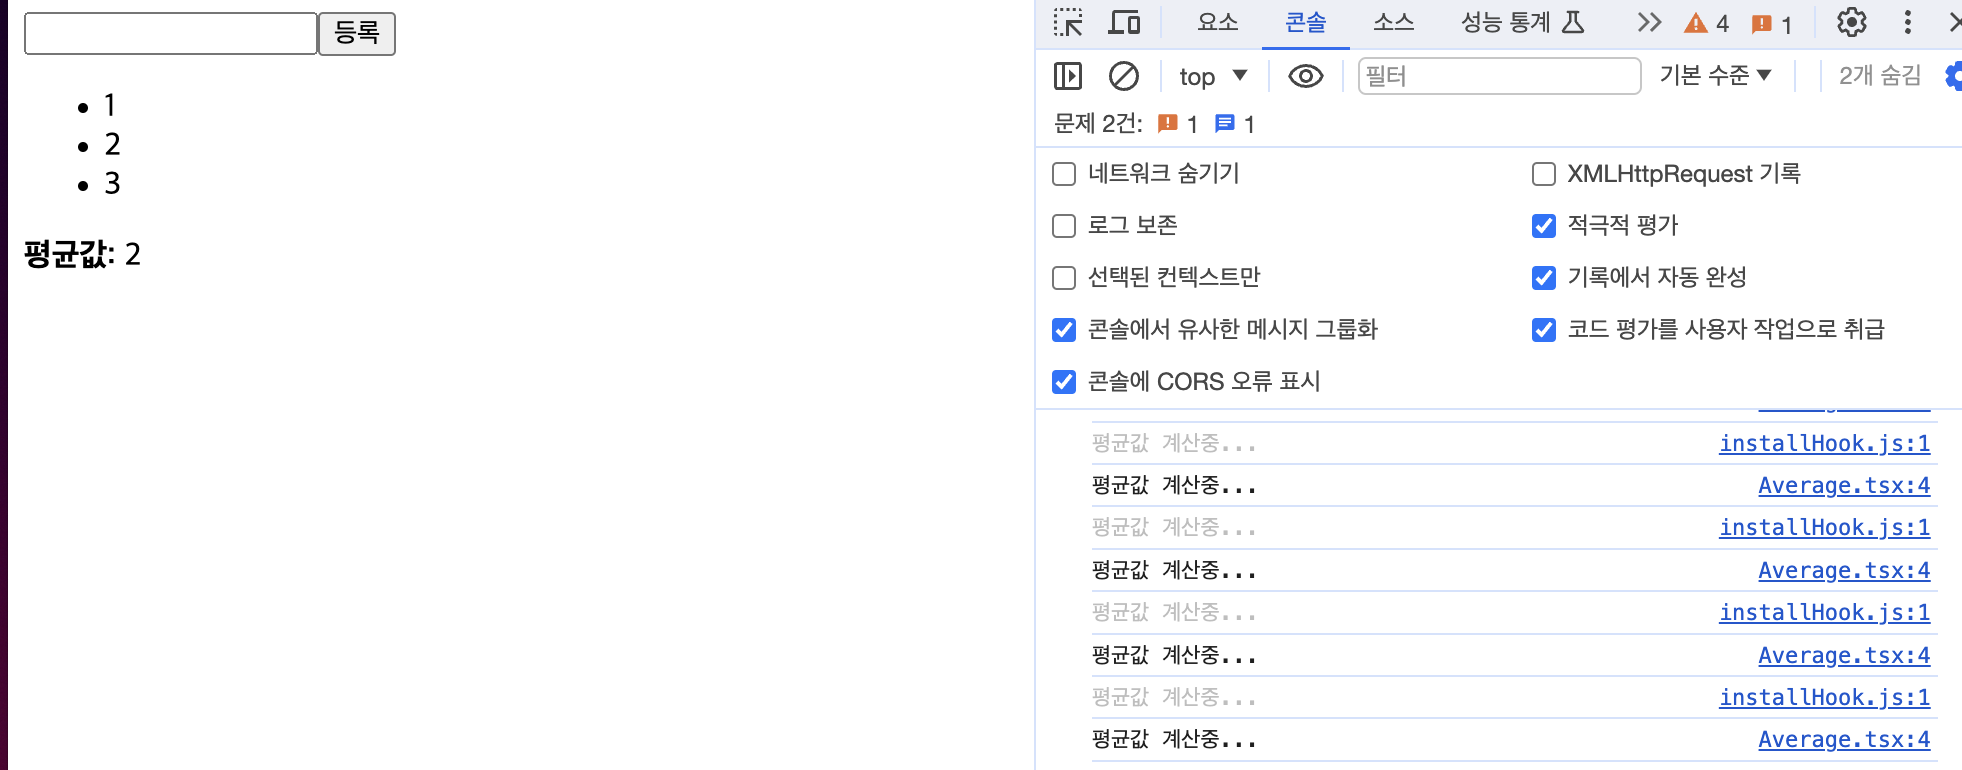 등록
1
2
3
평균값: 2
요소 콘솔 소스 성능 통계 4 1
top 필터 기본 수준 2개 숨김
문제 2건: 1 1
네트워크 숨기기 XMLHttpRequest 기록
로그 보존 적극적 평가
선택된 컨텍스트만 기록에서 자동 완성
콘솔에서 유사한 메시지 그룹화 코드 평가를 사용자 작업으로 취급
콘솔에 CORS 오류 표시
평균값 계산중... installHook.js:1
평균값 계산중... Average.tsx:4
평균값 계산중... installHook.js:1
평균값 계산중... Average.tsx:4
평균값 계산중... installHook.js:1
평균값 계산중... Average.tsx:4
평균값 계산중... installHook.js:1
평균값 계산중... Average.tsx:4